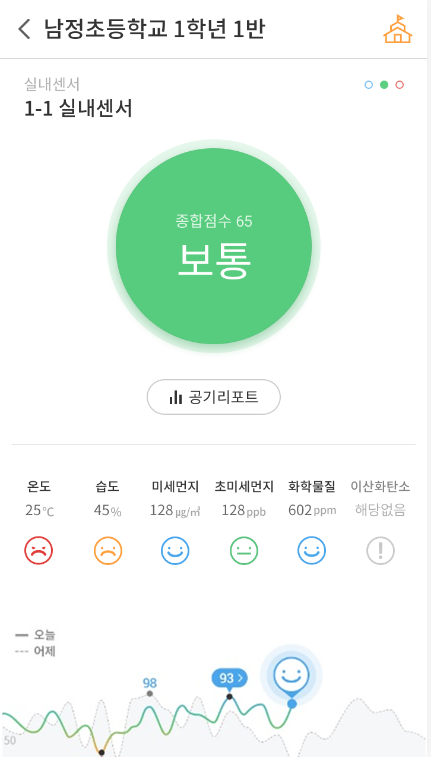 남정초등학교 1학년 1반
실내센서
1-1 실내센서
종합점수 65
보통
공기리포트
온도 습도 미세먼지 초미세먼지 화학물질 이산화탄소
25℃ 45% 128㎍/㎥ 128ppb 602ppm 해당없음
오늘
어제
98
93
50